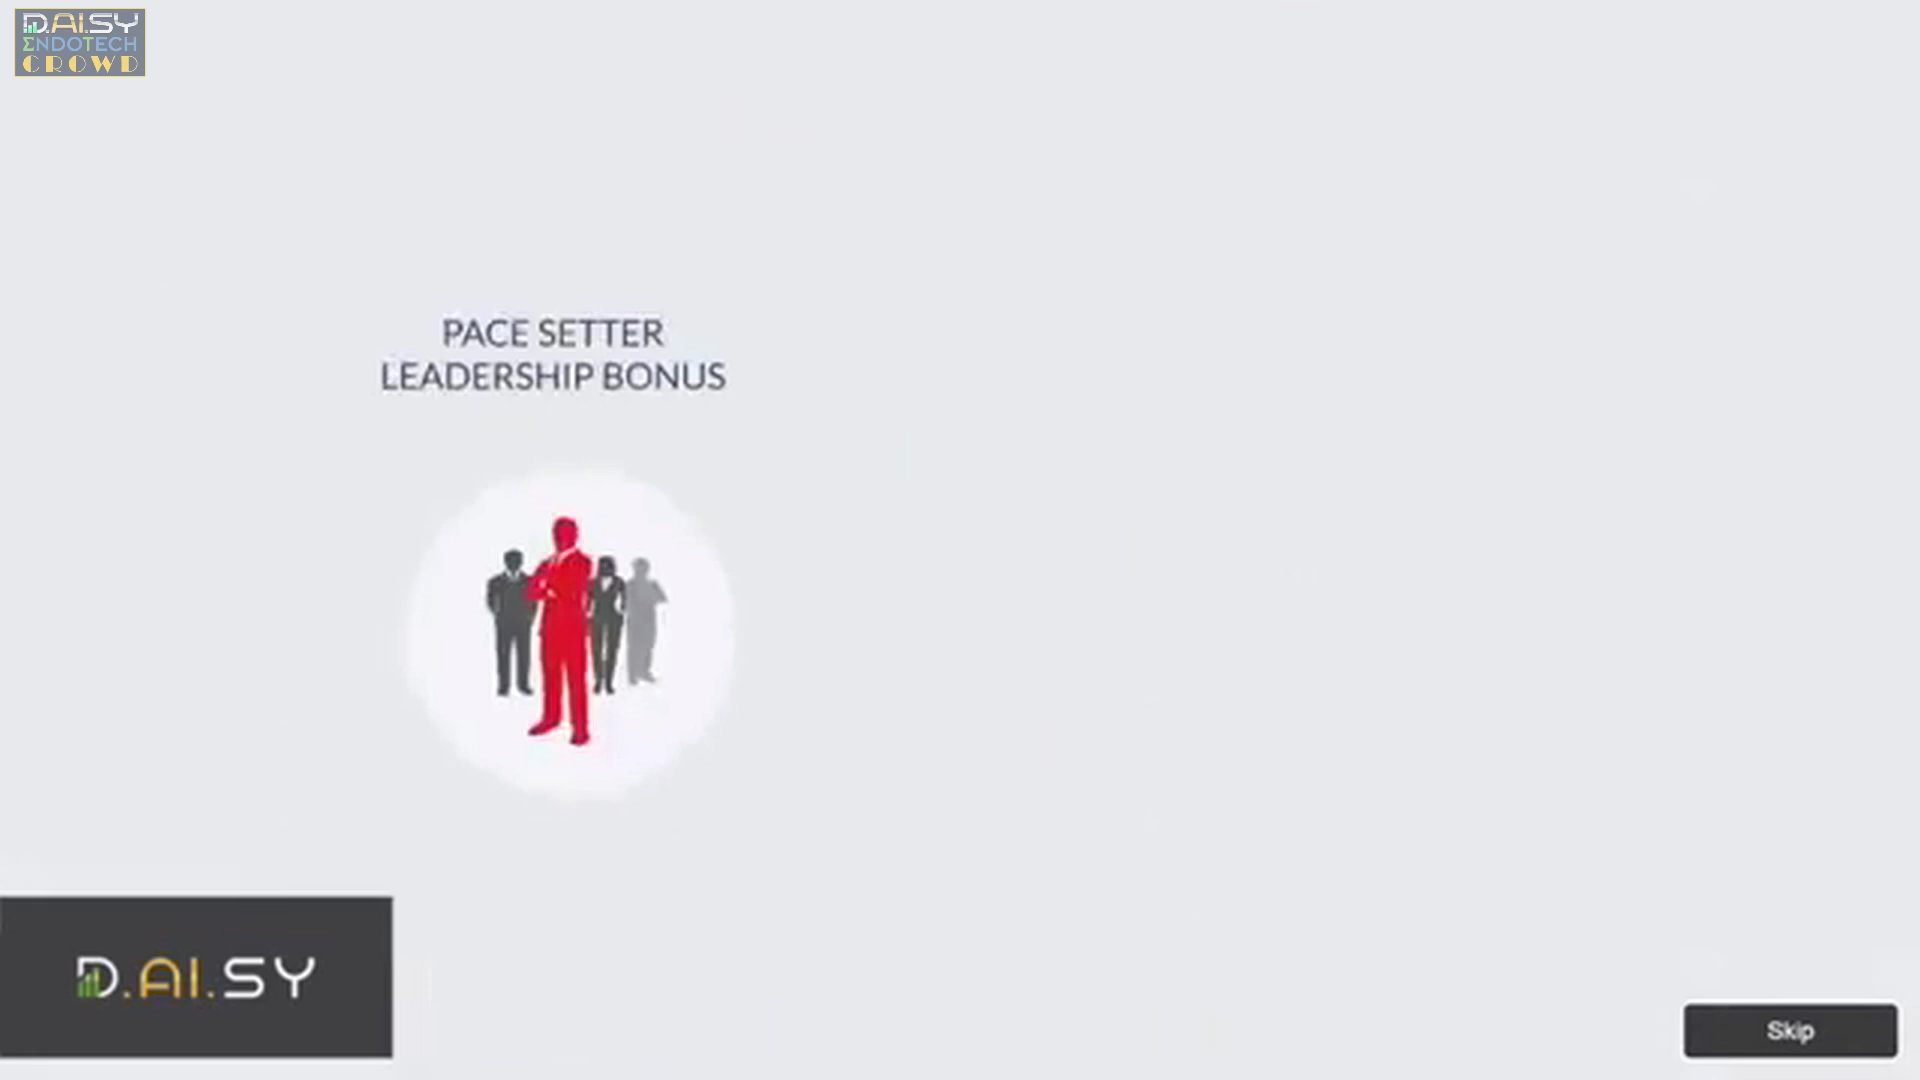 D.AI.SY
ΣNDOTECH
CROWD
PACE SETTER
LEADERSHIP BONUS
D.AI.SY
Skip